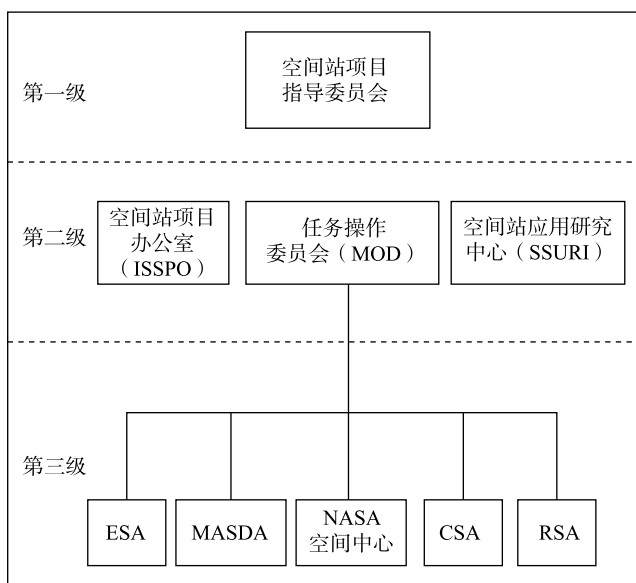 第一级
空间站项目
指导委员会
第二级
空间站项目
办公室
（ISSPO）
任务操作
委员会（MOD）
空间站应用研究
中心（SSURI）
第三级
ESA
MASDA
NASA
空间中心
CSA
RSA